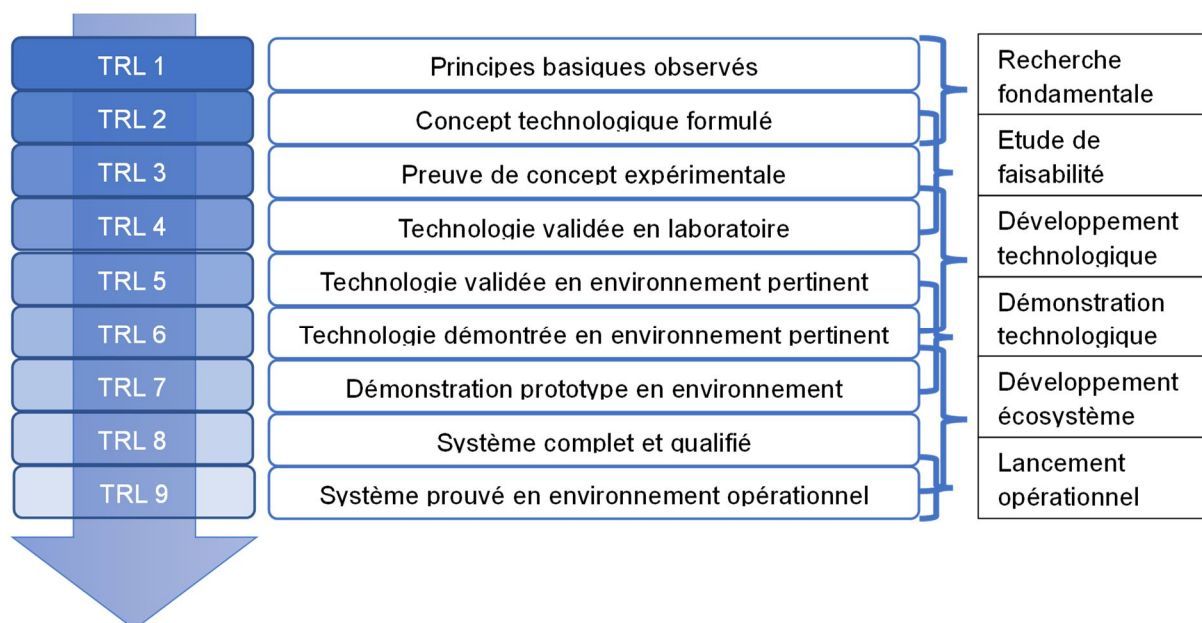 TRL 1
Principes basiques observés
TRL 2
Concept technologique formulé
TRL 3
Preuve de concept expérimentale
TRL 4
Technologie validée en laboratoire
TRL 5
Technologie validée en environnement pertinent
TRL 6
Technologie démontrée en environnement pertinent
TRL 7
Démonstration prototype en environnement
TRL 8
Système complet et qualifié
TRL 9
Système prouvé en environnement opérationnel
Recherche
fondamentale
Etude de
faisabilité
Développement
technologique
Démonstration
technologique
Développement
écosystème
Lancement
opérationnel